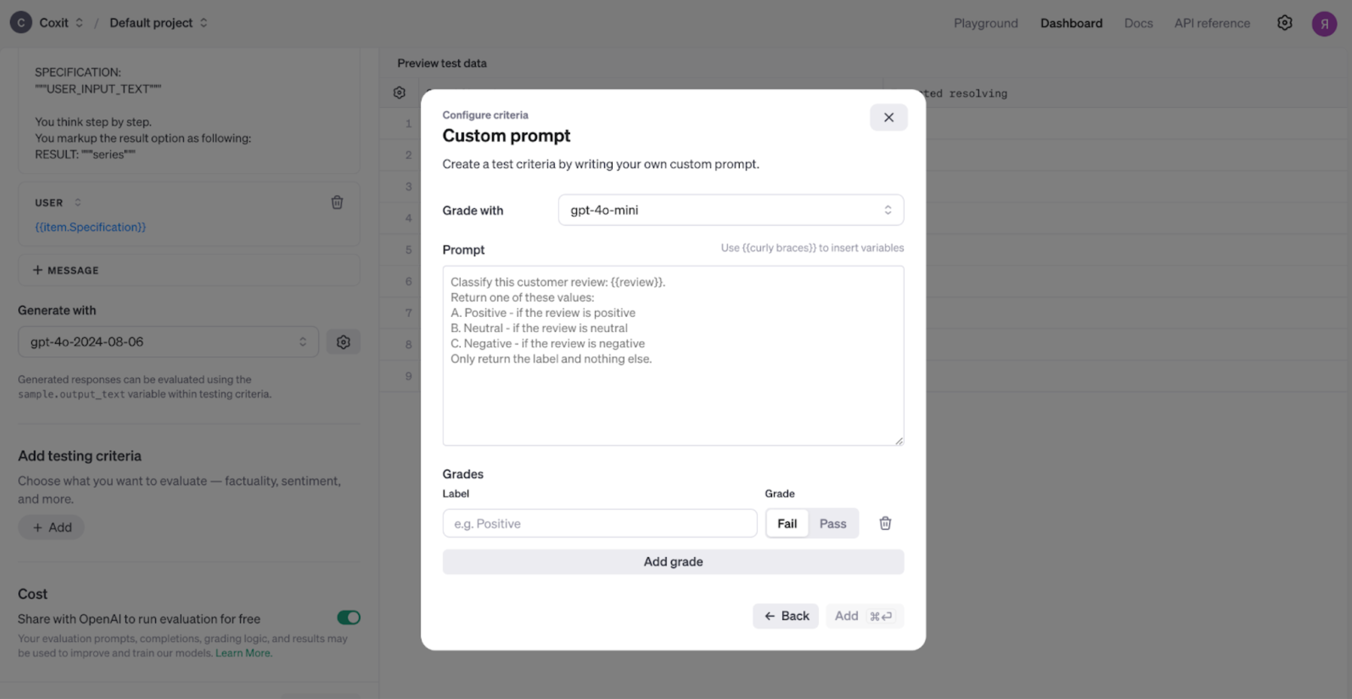 C Coxit / Default project
Playground Dashboard Docs API reference Я
SPECIFICATION:
"""USER_INPUT_TEXT"""
You think step by step.
You markup the result option as following:
RESULT: """series"""
USER
{{item.Specification}}
+ MESSAGE
Generate with
gpt-4o-2024-08-06
Generated responses can be evaluated using the
sample.output_text variable within testing criteria.
Add testing criteria
Choose what you want to evaluate — factuality, sentiment,
and more.
+ Add
Cost
Share with OpenAI to run evaluation for free
Your evaluation prompts, completions, grading logic, and results may
be used to improve and train our models. Learn More.
Preview test data
ted resolving
1
2
3
4
5
6
7
8
9
Configure criteria
Custom prompt
Create a test criteria by writing your own custom prompt.
Grade with gpt-4o-mini
Prompt Use {{curly braces}} to insert variables
Classify this customer review: {{review}}.
Return one of these values:
A. Positive - if the review is positive
B. Neutral - if the review is neutral
C. Negative - if the review is negative
Only return the label and nothing else.
Grades
Label Grade
e.g. Positive Fail Pass
Add grade
← Back Add ⌘↵